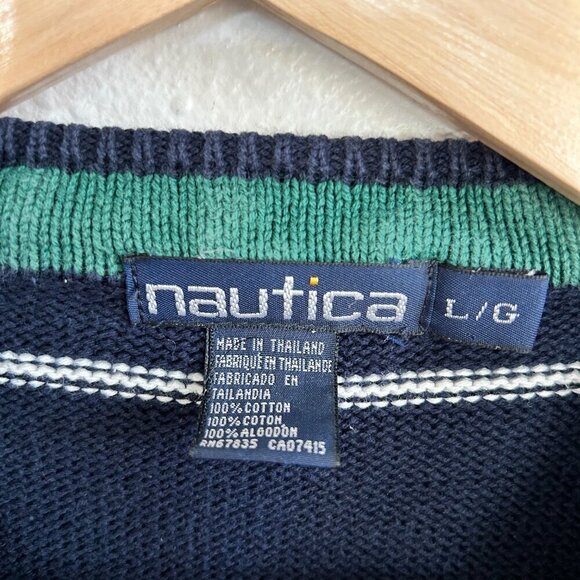 nautica
L/G
MADE IN THAILAND
FABRIQUÉ EN THAILANDE
FABRICADO EN
TAILANDIA
100% COTTON
100% COTON
100% ALGODON
RN67835 CA07415